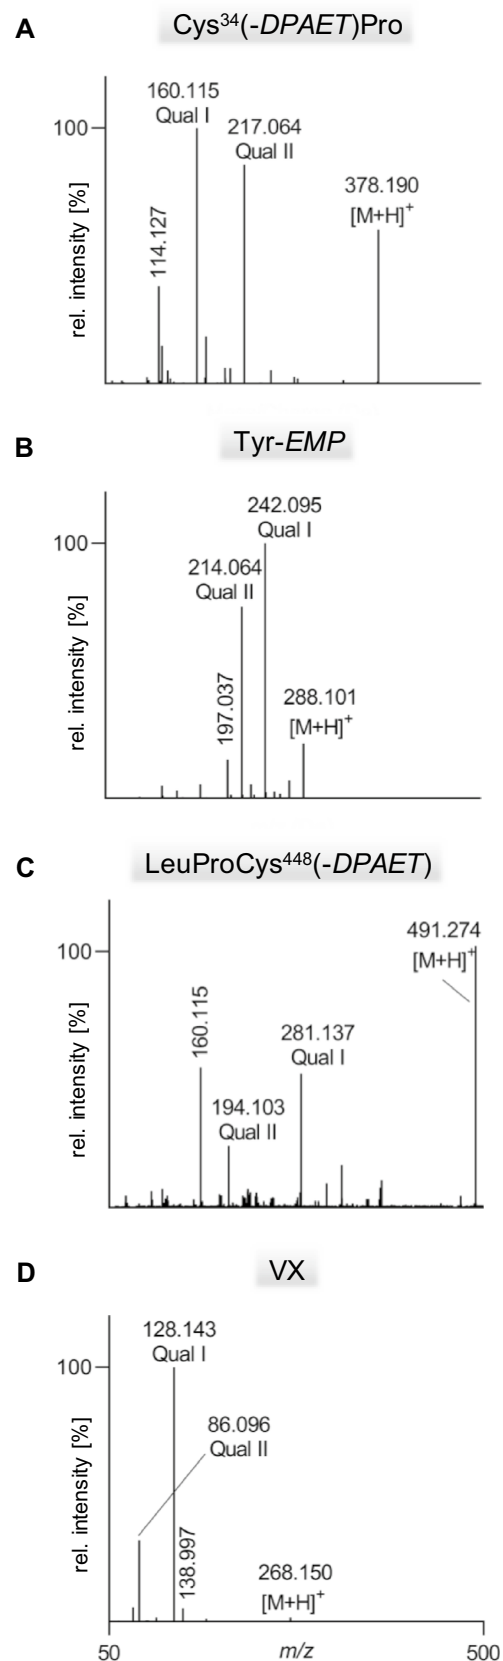 A
Cys³⁴(-DPAET)Pro
160.115
Qual I
217.064
Qual II
100
378.190
[M+H]⁺
114.127
rel. intensity [%]
B
Tyr-EMP
242.095
Qual I
100
214.064
Qual II
197.037
288.101
[M+H]⁺
rel. intensity [%]
C
LeuProCys⁴⁴⁸(-DPAET)
491.274
[M+H]⁺
100
160.115
281.137
Qual I
194.103
Qual II
rel. intensity [%]
D
VX
128.143
Qual I
100
86.096
Qual II
138.997
268.150
[M+H]⁺
rel. intensity [%]
50
m/z
500